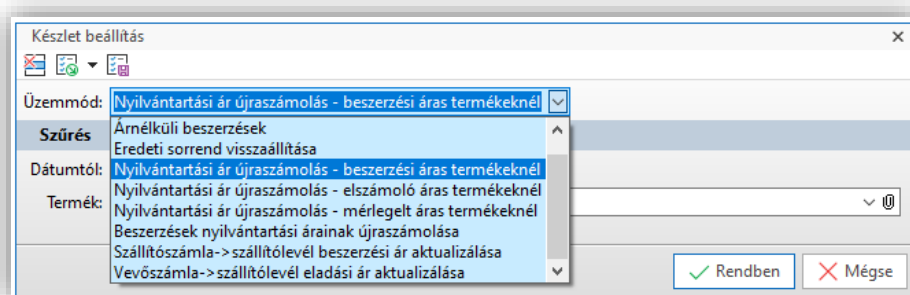 Készlet beállítás
Üzemmód: Nyilvántartási ár újraszámolás - beszerzési áras termékeknél
Szűrés
Árnélküli beszerzések
Eredeti sorrend visszaállítása
Dátumtól:
Nyilvántartási ár újraszámolás - beszerzési áras termékeknél
Nyilvántartási ár újraszámolás - elszámoló áras termékeknél
Termék:
Nyilvántartási ár újraszámolás - mérlegelt áras termékeknél
Beszerzések nyilvántartási árainak újraszámolása
Szállítószámla->szállítólevél beszerzési ár aktualizálása
Vevőszámla->szállítólevél eladási ár aktualizálása
Rendben
Mégse